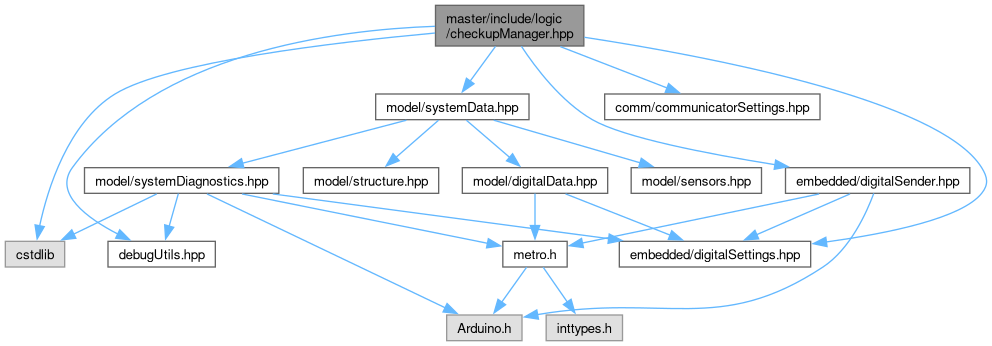 master/include/logic
/checkupManager.hpp
model/systemData.hpp
comm/communicatorSettings.hpp
model/systemDiagnostics.hpp
model/structure.hpp
model/digitalData.hpp
model/sensors.hpp
embedded/digitalSender.hpp
cstdlib
debugUtils.hpp
metro.h
embedded/digitalSettings.hpp
Arduino.h
inttypes.h